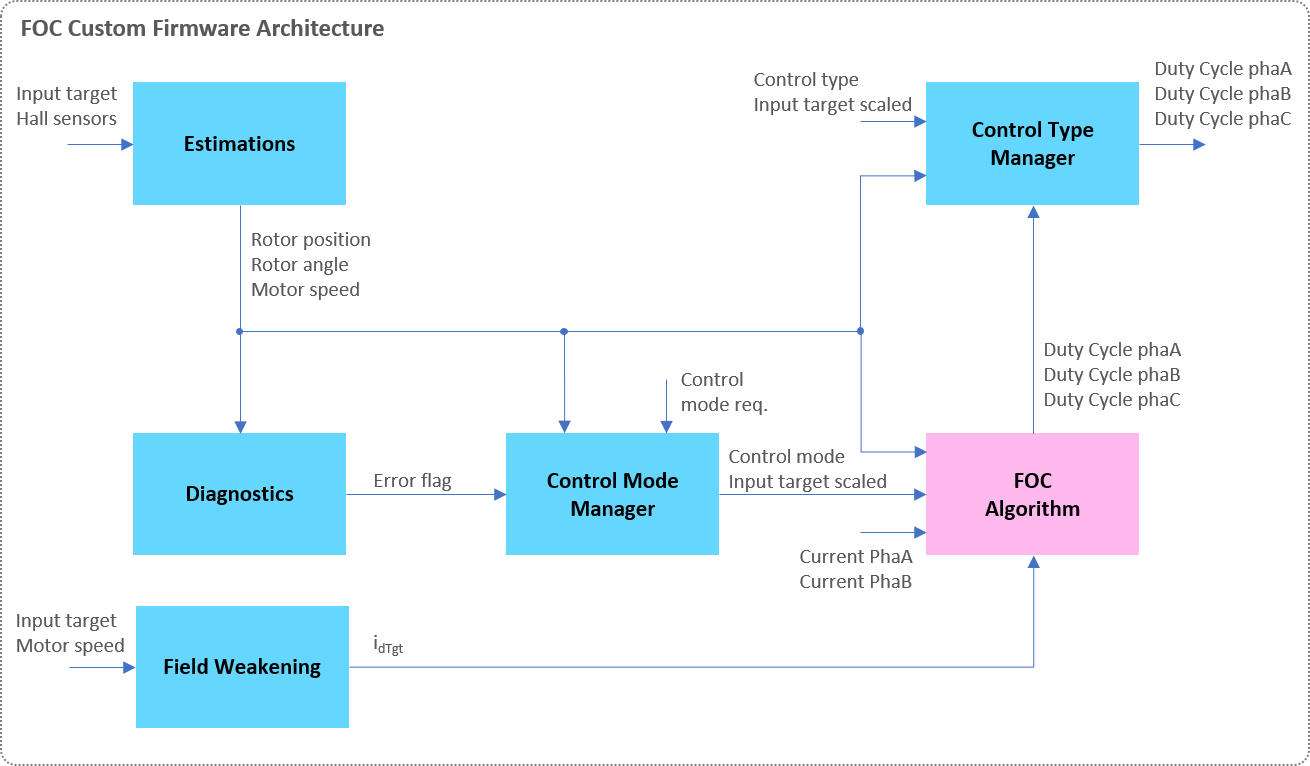 FOC Custom Firmware Architecture
Input target
Hall sensors
Estimations
Control type
Input target scaled
Control Type
Manager
Duty Cycle phaA
Duty Cycle phaB
Duty Cycle phaC
Rotor position
Rotor angle
Motor speed
Duty Cycle phaA
Duty Cycle phaB
Duty Cycle phaC
Control
mode req.
Diagnostics
Error flag
Control Mode
Manager
Control mode
Input target scaled
FOC
Algorithm
Current PhaA
Current PhaB
Input target
Motor speed
Field Weakening
idTgt